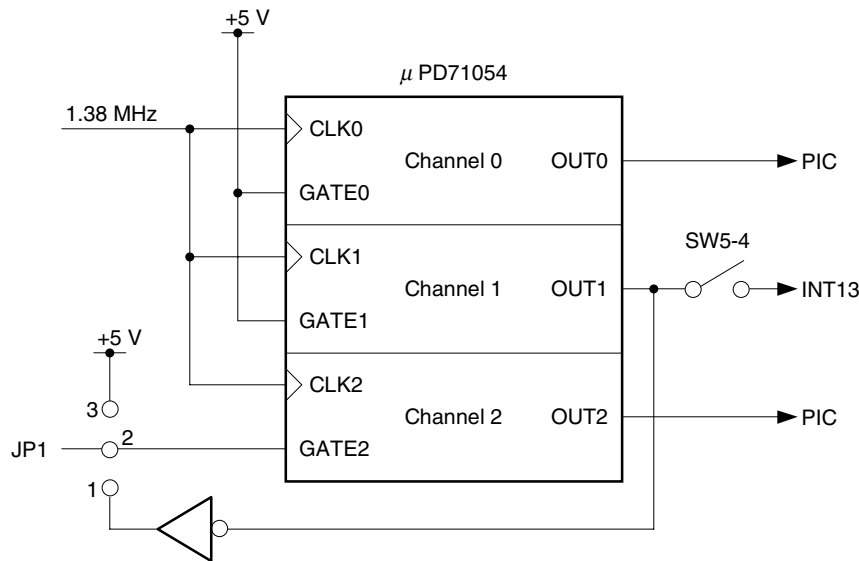 +5 V
μ PD71054
1.38 MHz
CLK0
Channel 0
OUT0
PIC
GATE0
SW5-4
CLK1
Channel 1
OUT1
INT13
GATE1
+5 V
CLK2
3
Channel 2
OUT2
PIC
JP1
2
GATE2
1